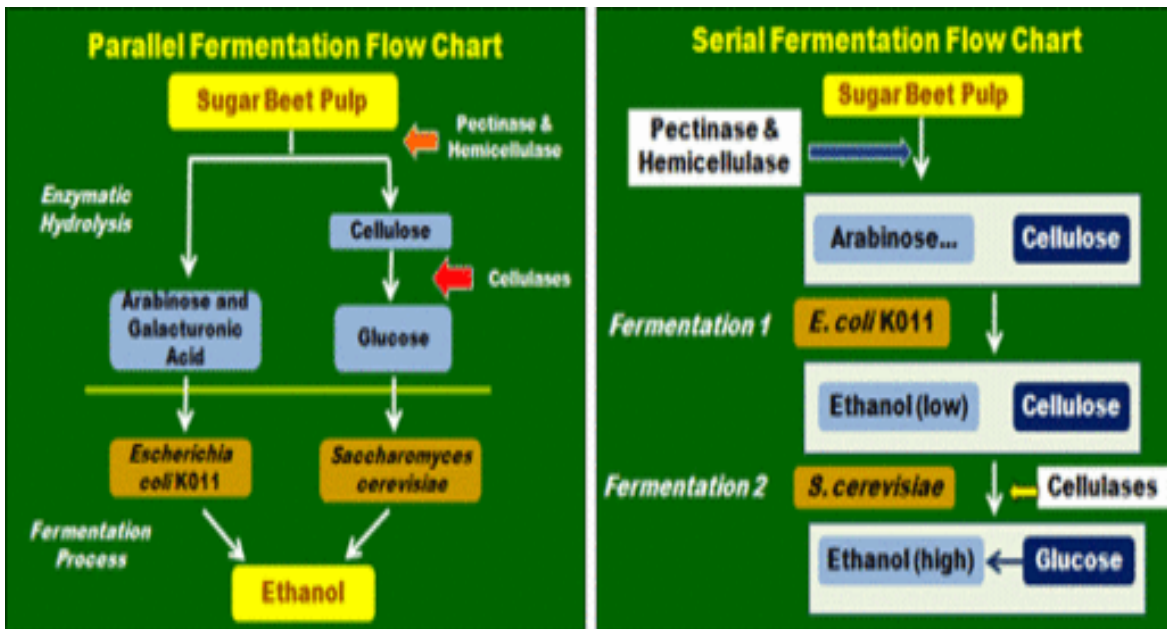 Parallel Fermentation Flow Chart
Sugar Beet Pulp
Pectinase &
Hemicellulase
Enzymatic
Hydrolysis
Cellulose
Cellulases
Arabinose and
Galacturonic
Acid
Glucose
Escherichia
coli K011
Saccharomyces
cerevisiae
Fermentation
Process
Ethanol
Serial Fermentation Flow Chart
Sugar Beet Pulp
Pectinase &
Hemicellulase
Arabinose...
Cellulose
Fermentation 1
E. coli K011
Ethanol (low)
Cellulose
Fermentation 2
S. cerevisiae
Cellulases
Ethanol (high)
Glucose